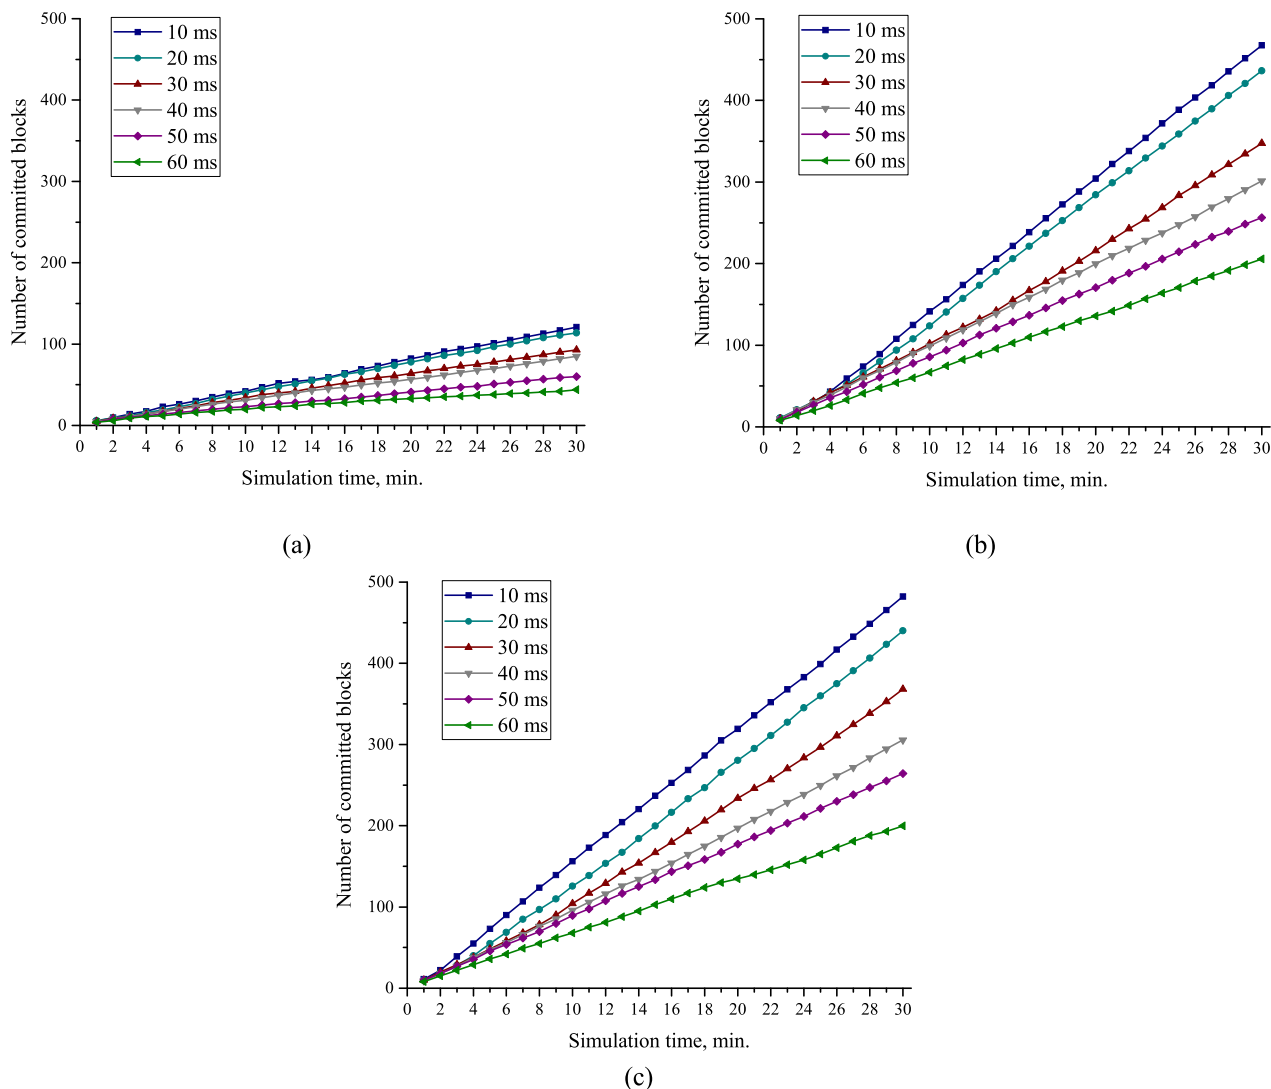 500
400
300
200
100
0
Number of committed blocks
10 ms
20 ms
30 ms
40 ms
50 ms
60 ms
0 2 4 6 8 10 12 14 16 18 20 22 24 26 28 30
Simulation time, min.
(a)
500
400
300
200
100
0
Number of committed blocks
10 ms
20 ms
30 ms
40 ms
50 ms
60 ms
0 2 4 6 8 10 12 14 16 18 20 22 24 26 28 30
Simulation time, min.
(b)
500
400
300
200
100
0
Number of committed blocks
10 ms
20 ms
30 ms
40 ms
50 ms
60 ms
0 2 4 6 8 10 12 14 16 18 20 22 24 26 28 30
Simulation time, min.
(c)